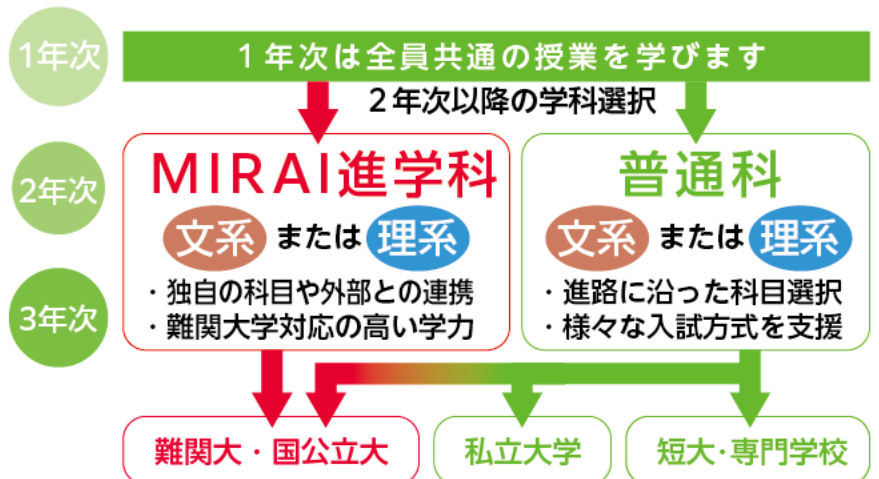 1年次
1年次は全員共通の授業を学びます
2年次以降の学科選択
2年次
MIRAI進学科
文系 または 理系
・独自の科目や外部との連携
・難関大学対応の高い学力
普通科
文系 または 理系
・進路に沿った科目選択
・様々な入試方式を支援
3年次
難関大・国公立大
私立大学
短大・専門学校